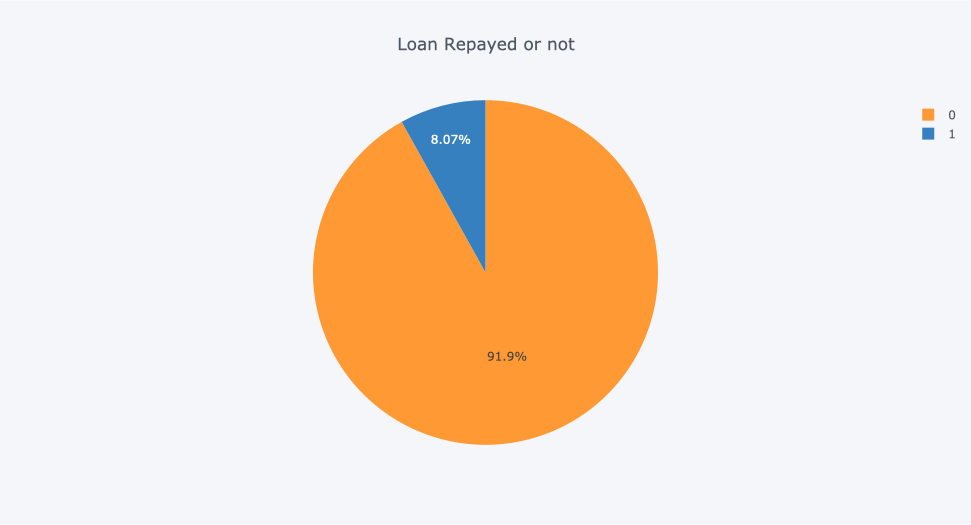 Loan Repayed or not
0
1
8.07%
91.9%